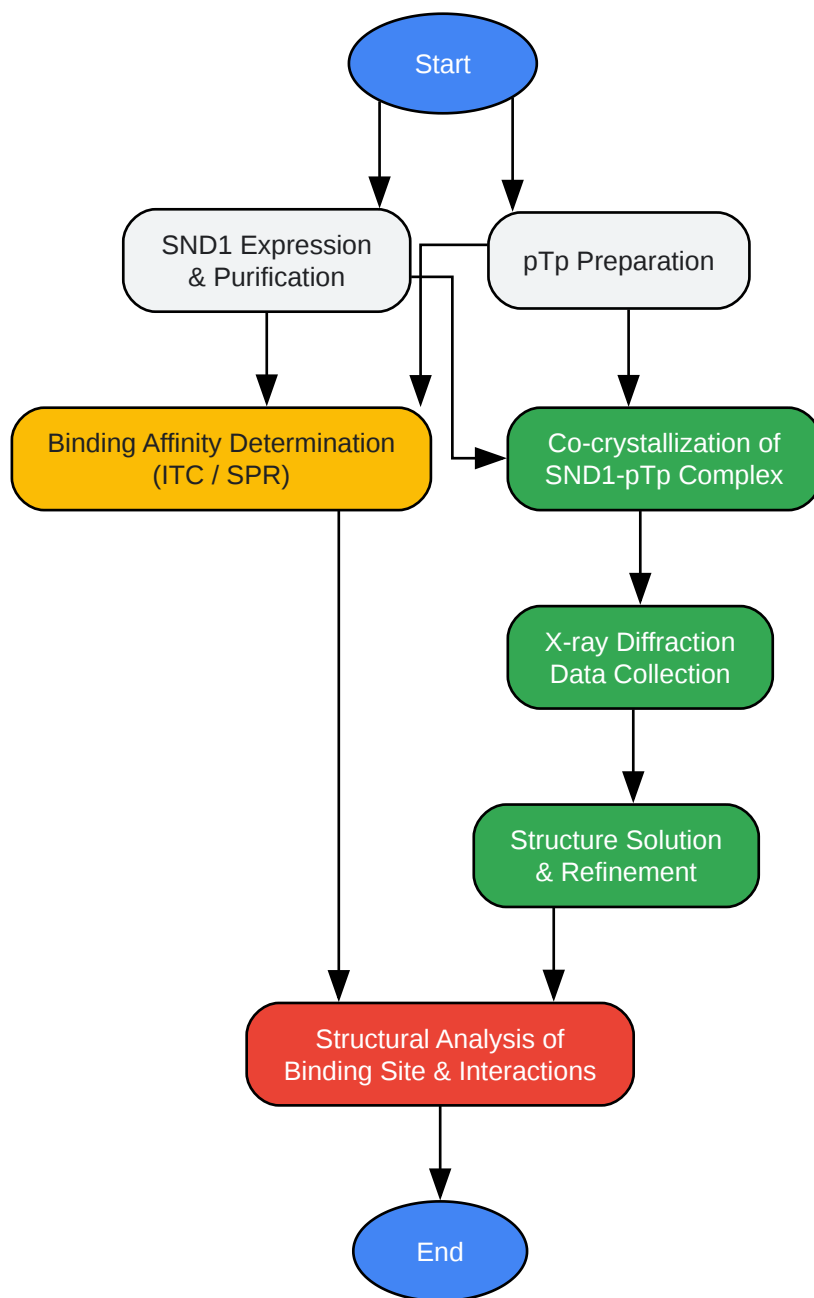 Start
SND1 Expression
& Purification
pTp Preparation
Binding Affinity Determination
(ITC / SPR)
Co-crystallization of
SND1-pTp Complex
X-ray Diffraction
Data Collection
Structure Solution
& Refinement
Structural Analysis of
Binding Site & Interactions
End